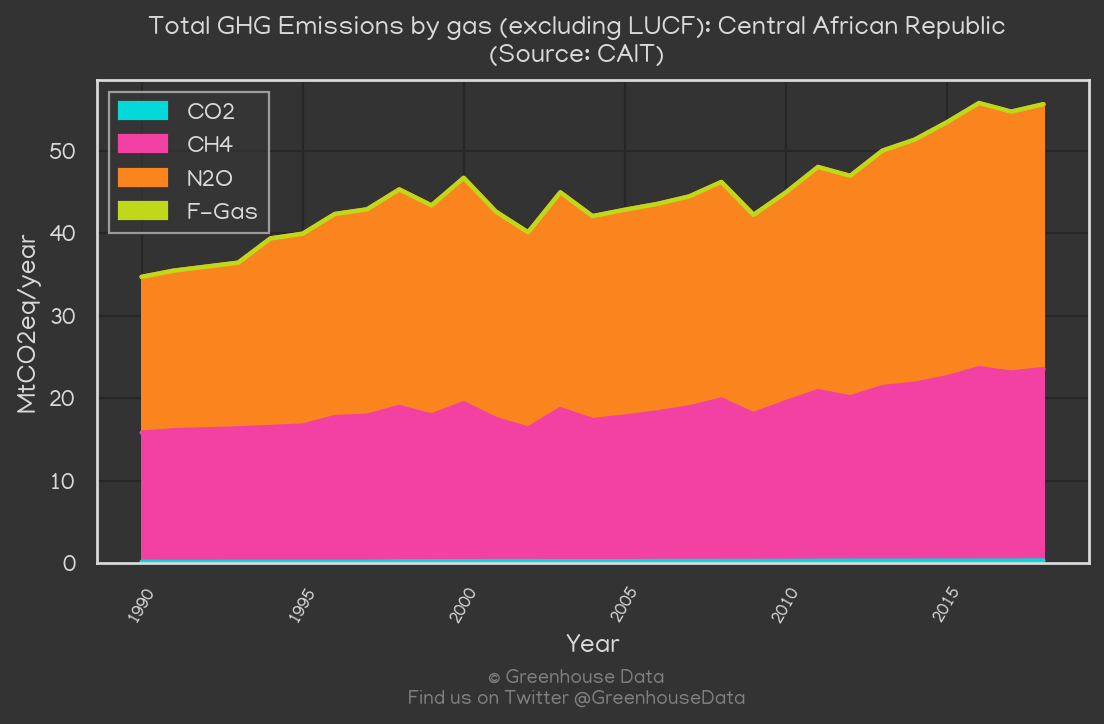 Total GHG Emissions by gas (excluding LUCF): Central African Republic
(Source: CAIT)
CO2
CH4
N2O
F-Gas
MtCO2eq/year
50
40
30
20
10
0
1990
1995
2000
2005
2010
2015
Year
© Greenhouse Data
Find us on Twitter @GreenhouseData